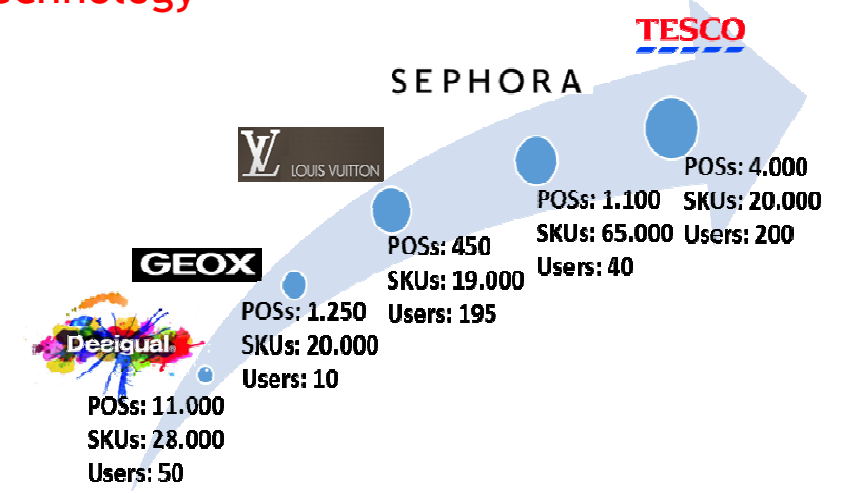 TESCO
SEPHORA
LV LOUIS VUITTON
GEOX
Desigual.
POSs: 4.000
SKUs: 20.000
Users: 200
POSs: 1.100
SKUs: 65.000
Users: 40
POSs: 450
SKUs: 19.000
Users: 195
POSs: 1.250
SKUs: 20.000
Users: 10
POSs: 11.000
SKUs: 28.000
Users: 50